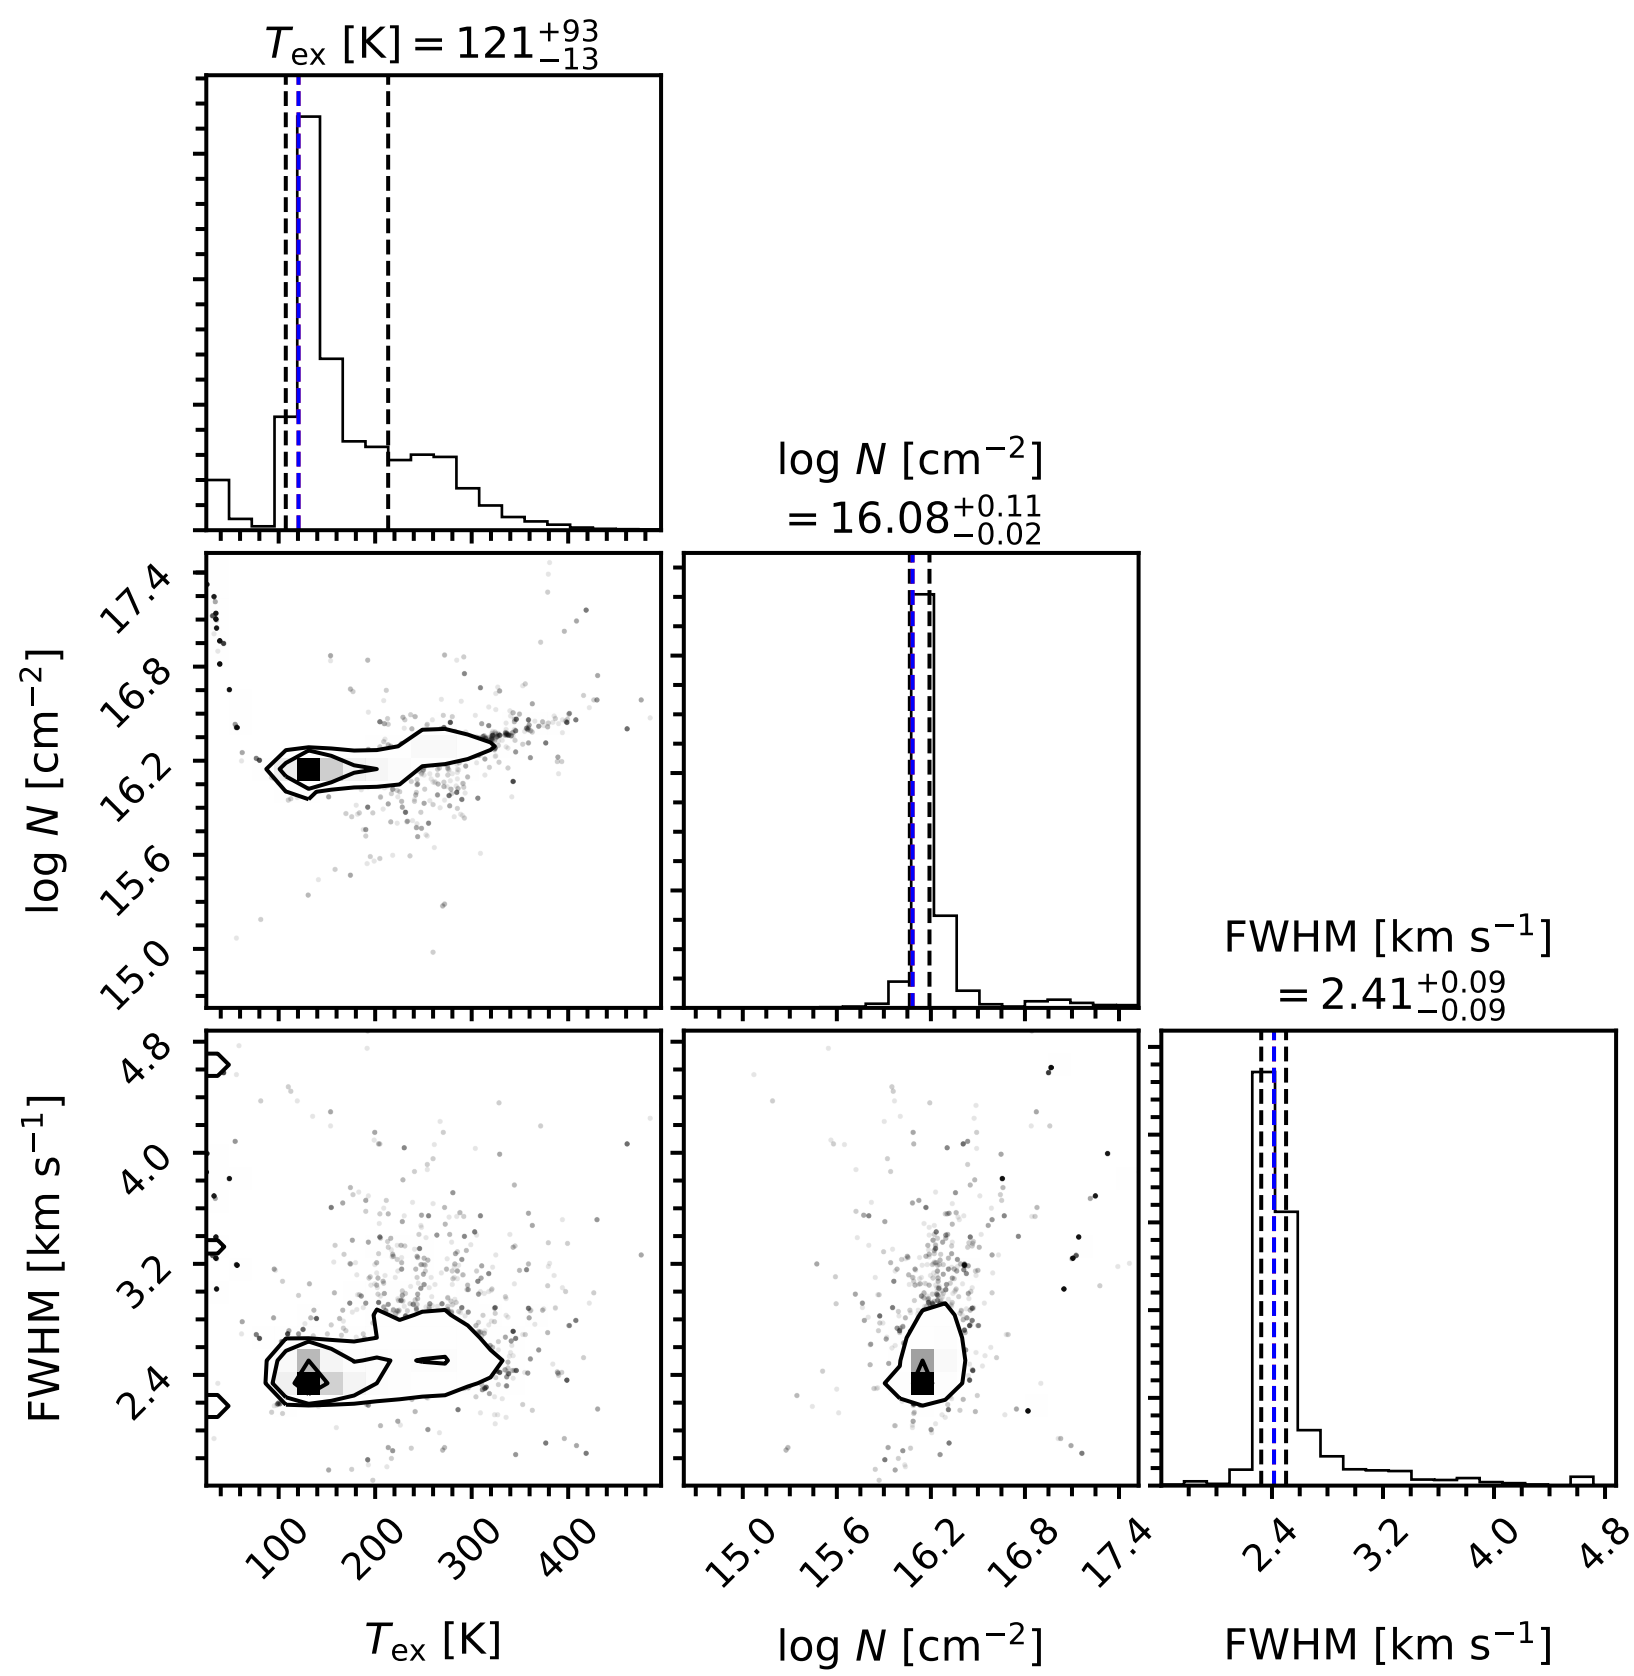 T_ex [K] = 121^{+93}_{−13}
log N [cm^{−2}]
= 16.08^{+0.11}_{−0.02}
FWHM [km s^{−1}]
= 2.41^{+0.09}_{−0.09}
log N [cm^{−2}]
17.4
16.8
16.2
15.6
15.0
FWHM [km s^{−1}]
4.8
4.0
3.2
2.4
100 200 300 400
15.0 15.6 16.2 16.8 17.4
2.4 3.2 4.0 4.8
T_ex [K]
log N [cm^{−2}]
FWHM [km s^{−1}]